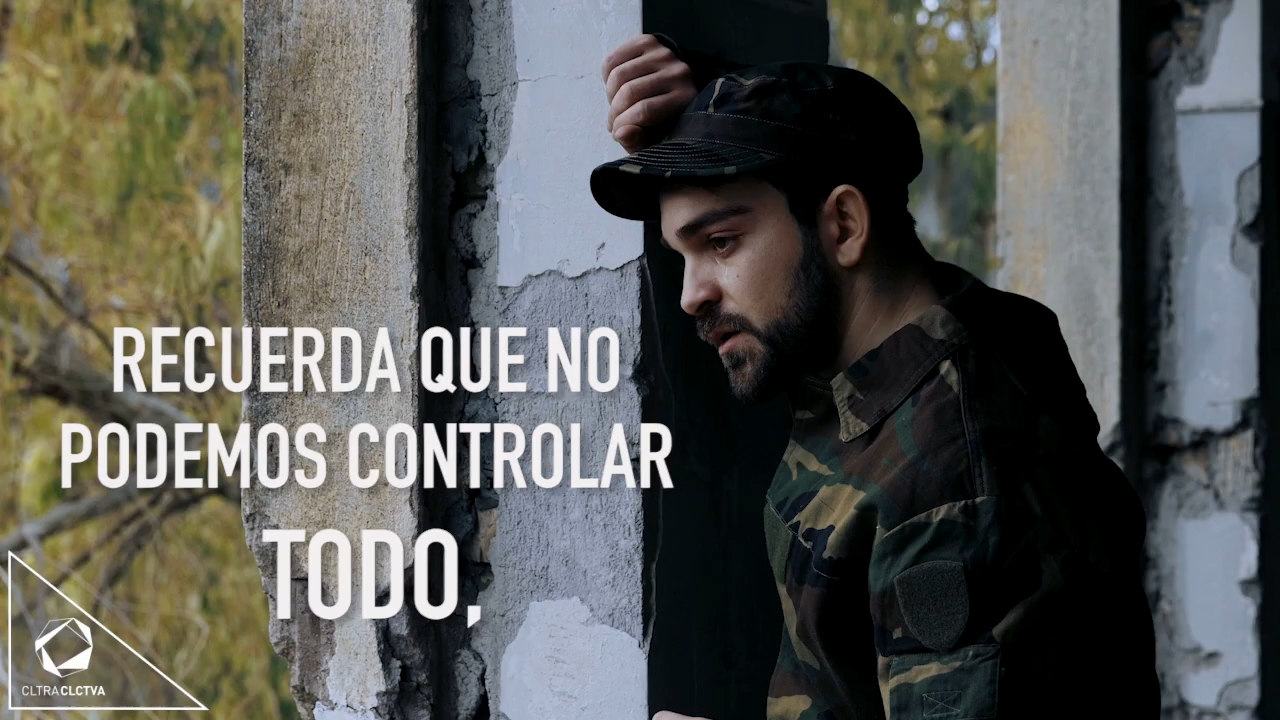 RECUERDA QUE NO
PODEMOS CONTROLAR
TODO,
CLTRACLCTVA